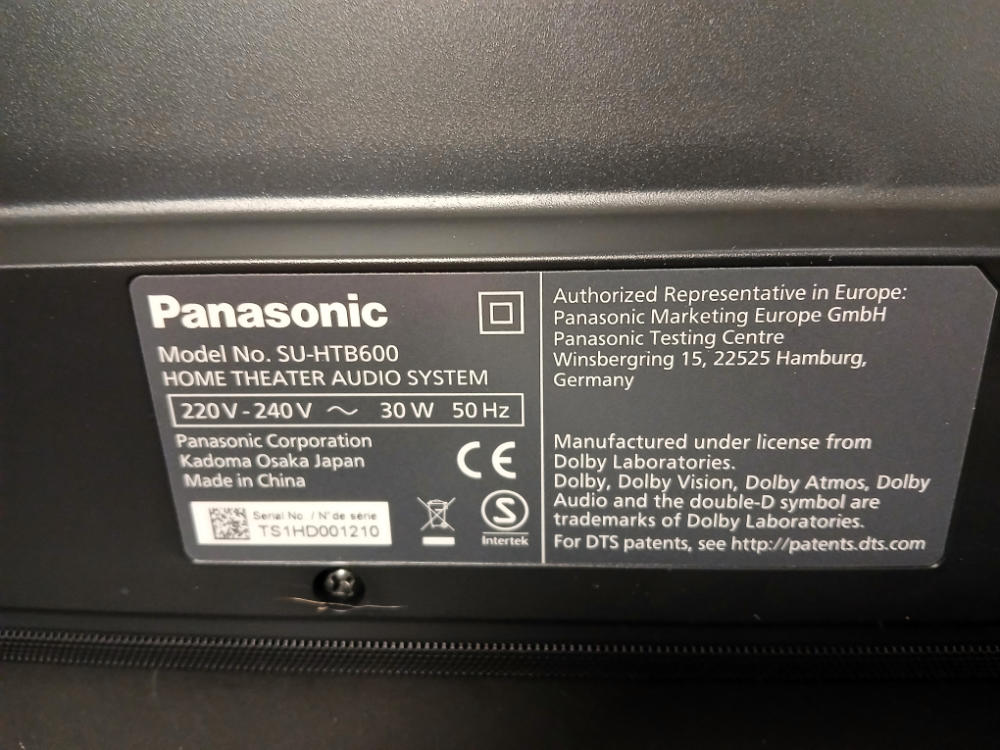 Panasonic
Model No. SU-HTB600
HOME THEATER AUDIO SYSTEM
220V-240V ～ 30W 50Hz
Panasonic Corporation
Kadoma Osaka Japan
Made in China
CE
Serial No. / N° de série
TS1HD001210
S
Intertek
Authorized Representative in Europe:
Panasonic Marketing Europe GmbH
Panasonic Testing Centre
Winsbergring 15, 22525 Hamburg,
Germany
Manufactured under license from
Dolby Laboratories.
Dolby, Dolby Vision, Dolby Atmos, Dolby
Audio and the double-D symbol are
trademarks of Dolby Laboratories.
For DTS patents, see http://patents.dts.com